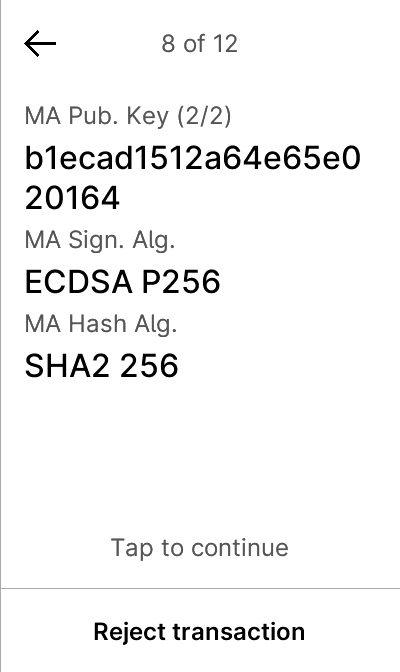 8 of 12
MA Pub. Key (2/2)
b1ecad1512a64e65e0
20164
MA Sign. Alg.
ECDSA P256
MA Hash Alg.
SHA2 256
Tap to continue
Reject transaction